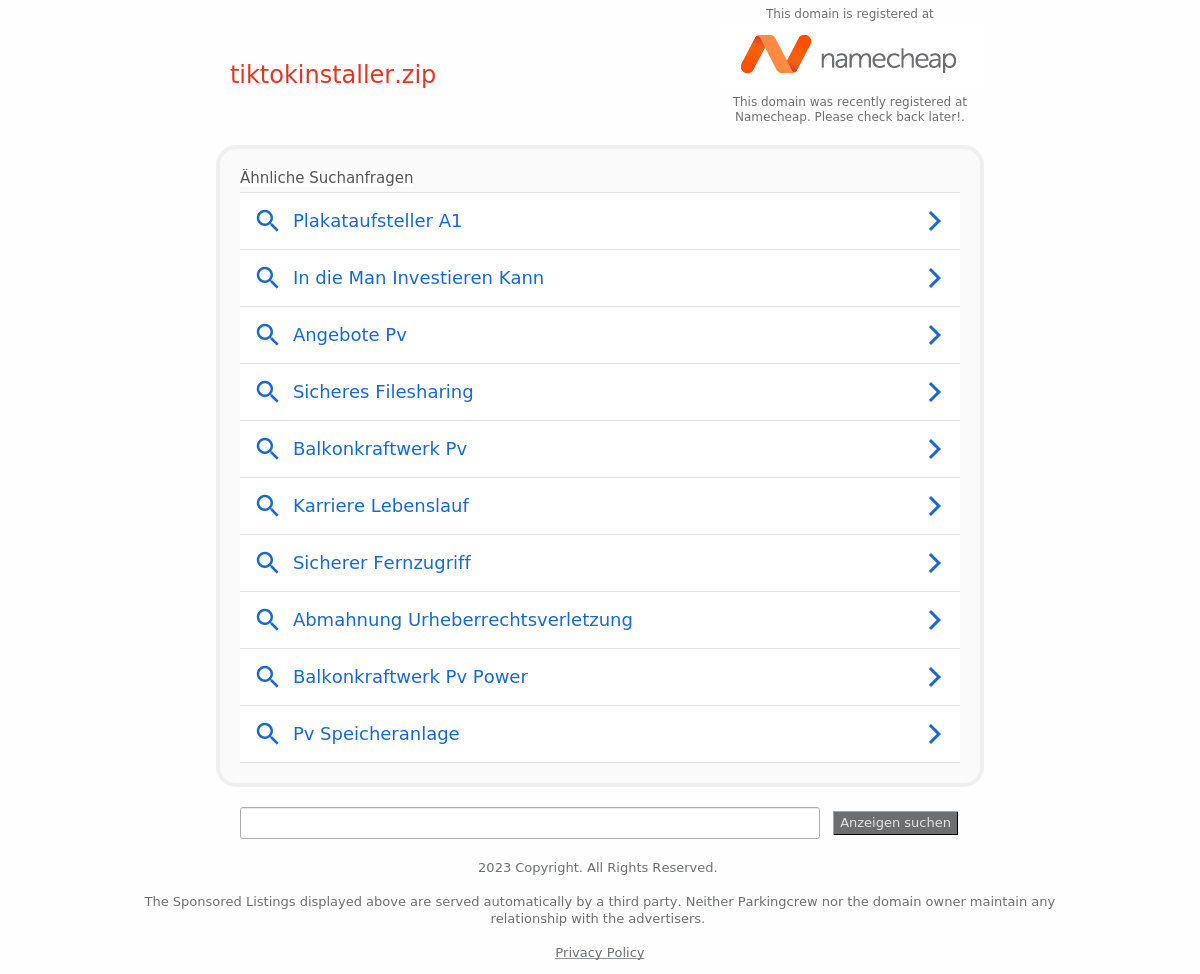 This domain is registered at
namecheap
tiktokinstaller.zip
This domain was recently registered at
Namecheap. Please check back later!.
Ähnliche Suchanfragen
Plakataufsteller A1
In die Man Investieren Kann
Angebote Pv
Sicheres Filesharing
Balkonkraftwerk Pv
Karriere Lebenslauf
Sicherer Fernzugriff
Abmahnung Urheberrechtsverletzung
Balkonkraftwerk Pv Power
Pv Speicheranlage
Anzeigen suchen
2023 Copyright. All Rights Reserved.
The Sponsored Listings displayed above are served automatically by a third party. Neither Parkingcrew nor the domain owner maintain any
relationship with the advertisers.
Privacy Policy